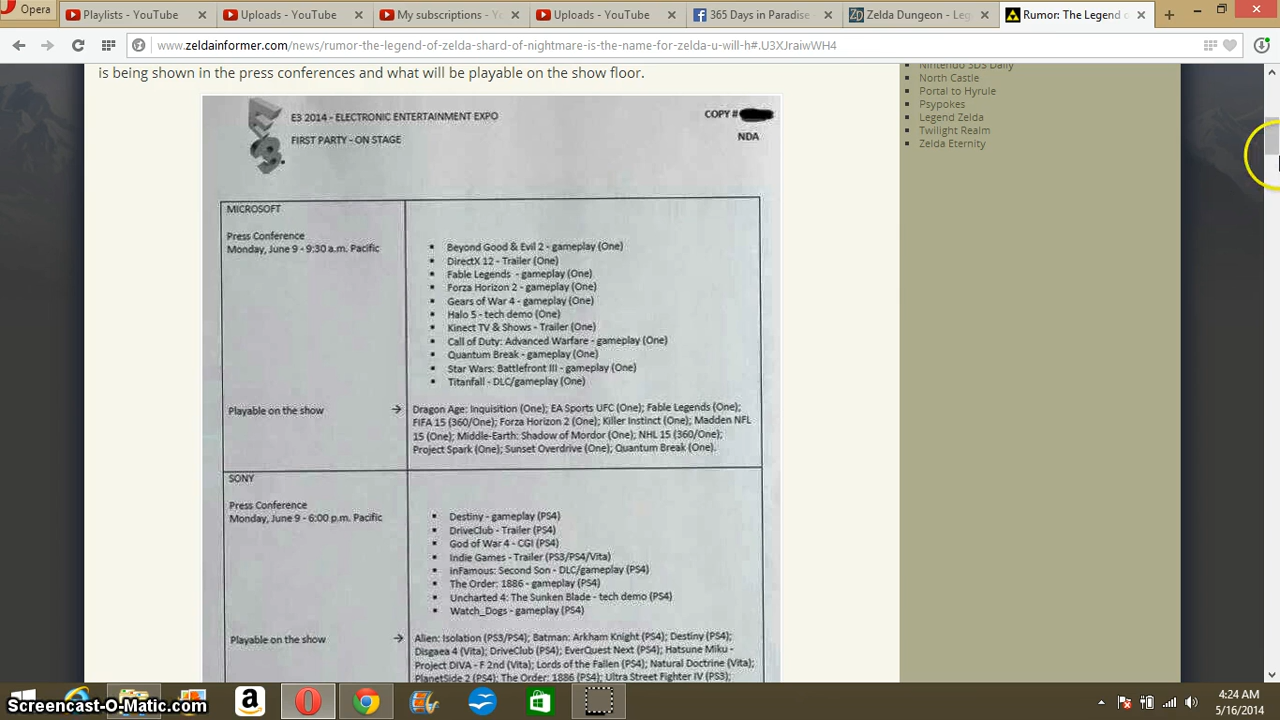 Opera
Playlists - YouTube
Uploads - YouTube
My subscriptions - Y
Uploads - YouTube
365 Days in Paradise
Zelda Dungeon - Leg
Rumor: The Legend o
www.zeldainformer.com/news/rumor-the-legend-of-zelda-shard-of-nightmare-is-the-name-for-zelda-u-will-h#.U3XJraiwWH4
is being shown in the press conferences and what will be playable on the show floor.
Nintendo 3DS Daily
North Castle
Portal to Hyrule
Psypokes
Legend Zelda
Twilight Realm
Zelda Eternity
E3
E3 2014 - ELECTRONIC ENTERTAINMENT EXPO
COPY #
FIRST PARTY - ON STAGE
NDA
MICROSOFT
Press Conference
Monday, June 9 - 9:30 a.m. Pacific
Beyond Good & Evil 2 - gameplay (One)
DirectX 12 - Trailer (One)
Fable Legends - gameplay (One)
Forza Horizon 2 - gameplay (One)
Gears of War 4 - gameplay (One)
Halo 5 - tech demo (One)
Kinect TV & Shows - Trailer (One)
Call of Duty: Advanced Warfare - gameplay (One)
Quantum Break - gameplay (One)
Star Wars: Battlefront III - gameplay (One)
Titanfall - DLC/gameplay (One)
Playable on the show
Dragon Age: Inquisition (One); EA Sports UFC (One); Fable Legends (One);
FIFA 15 (360/One); Forza Horizon 2 (One); Killer Instinct (One); Madden NFL
15 (One); Middle-Earth: Shadow of Mordor (One); NHL 15 (360/One);
Project Spark (One); Sunset Overdrive (One); Quantum Break (One).
SONY
Press Conference
Monday, June 9 - 6:00 p.m. Pacific
Destiny - gameplay (PS4)
DriveClub - Trailer (PS4)
God of War 4 - CGI (PS4)
Indie Games - Trailer (PS3/PS4/Vita)
inFamous: Second Son - DLC/gameplay (PS4)
The Order: 1886 - gameplay (PS4)
Uncharted 4: The Sunken Blade - tech demo (PS4)
Watch_Dogs - gameplay (PS4)
Playable on the show
Alien: Isolation (PS3/PS4); Batman: Arkham Knight (PS4); Destiny (PS4);
Disgaea 4 (Vita); DriveClub (PS4); EverQuest Next (PS4); Hatsune Miku -
Project DIVA - F 2nd (Vita); Lords of the Fallen (PS4); Natural Doctrine (Vita);
PlanetSide 2 (PS4); The Order: 1886 (PS4); Ultra Street Fighter IV (PS3);
Screencast-O-Matic.com
4:24 AM
5/16/2014